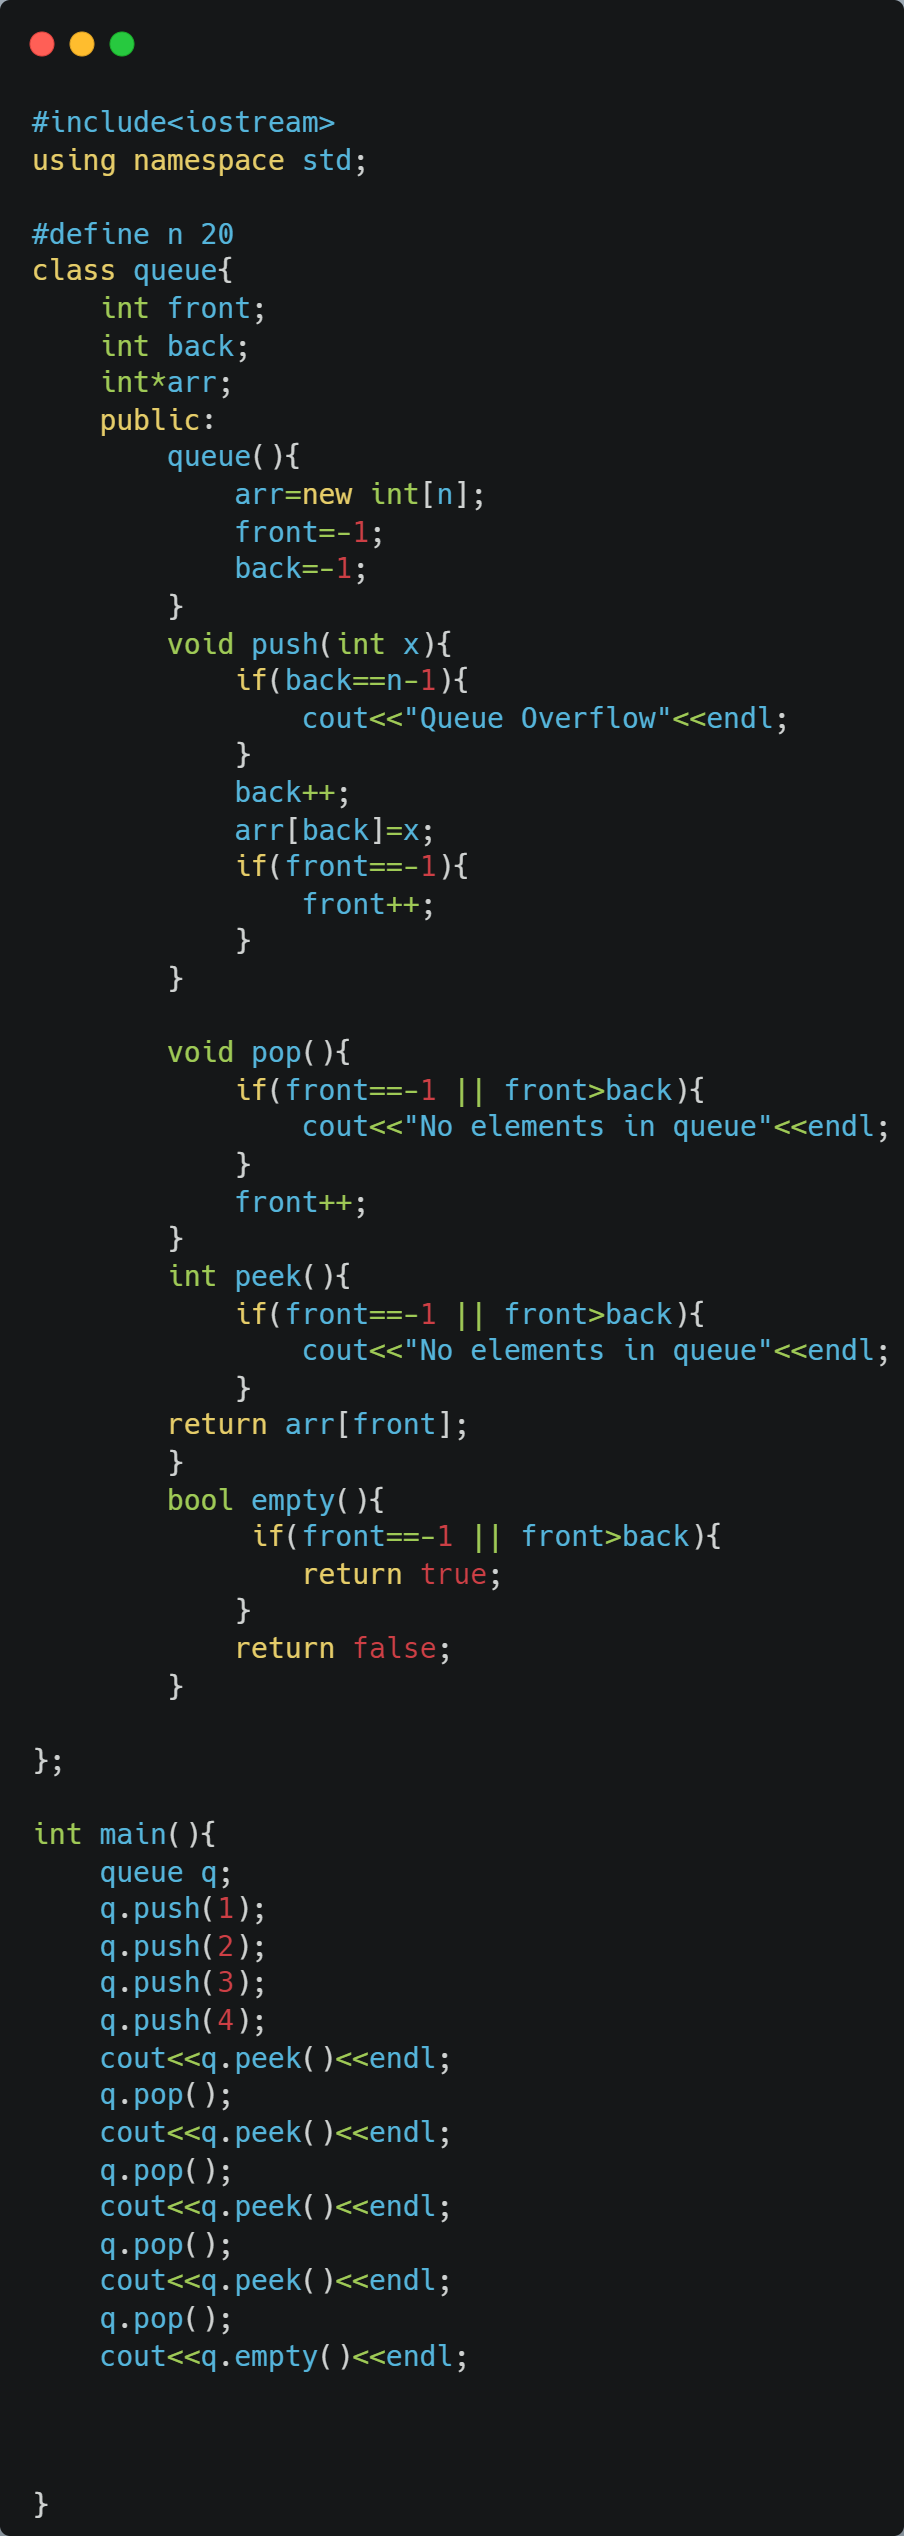 #include<iostream>
using namespace std;

#define n 20
class queue{
    int front;
    int back;
    int*arr;
    public:
        queue(){
            arr=new int[n];
            front=-1;
            back=-1;
        }
        void push(int x){
            if(back==n-1){
                cout<<"Queue Overflow"<<endl;
            }
            back++;
            arr[back]=x;
            if(front==-1){
                front++;
            }
        }

        void pop(){
            if(front==-1 || front>back){
                cout<<"No elements in queue"<<endl;
            }
            front++;
        }
        int peek(){
            if(front==-1 || front>back){
                cout<<"No elements in queue"<<endl;
            }
        return arr[front];
        }
        bool empty(){
             if(front==-1 || front>back){
                return true;
            }
            return false;
        }

};

int main(){
    queue q;
    q.push(1);
    q.push(2);
    q.push(3);
    q.push(4);
    cout<<q.peek()<<endl;
    q.pop();
    cout<<q.peek()<<endl;
    q.pop();
    cout<<q.peek()<<endl;
    q.pop();
    cout<<q.peek()<<endl;
    q.pop();
    cout<<q.empty()<<endl;



}